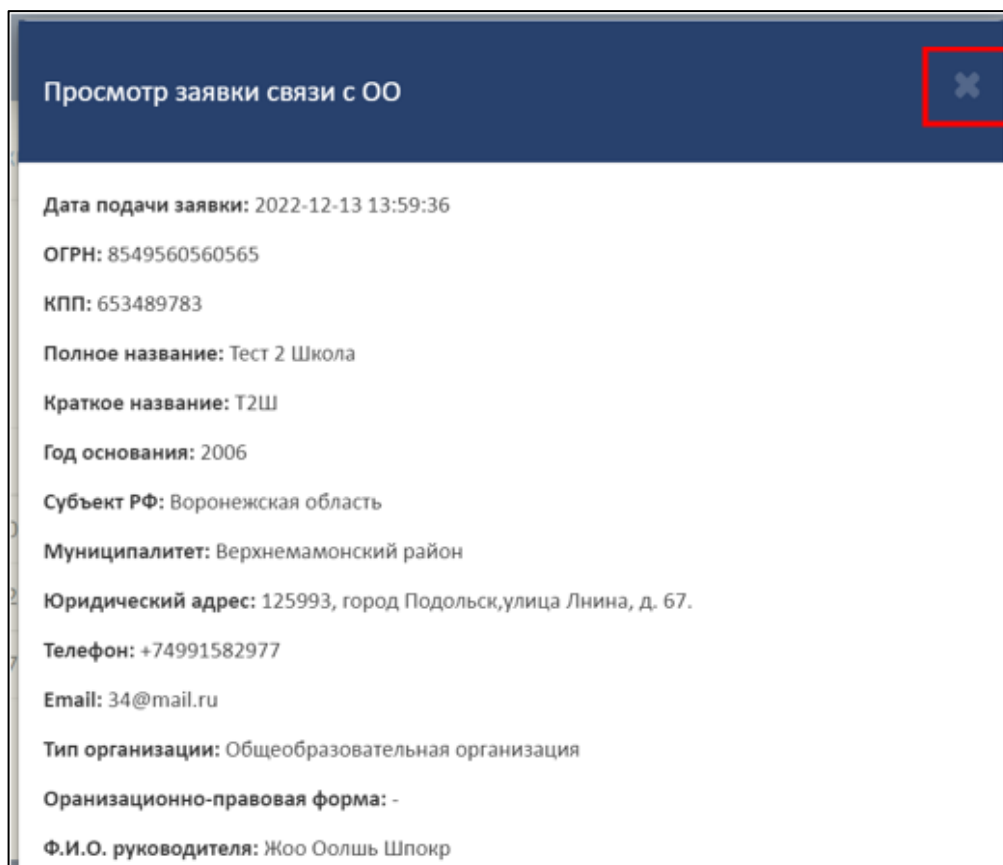 Просмотр заявки связи с ОО
Дата подачи заявки: 2022-12-13 13:59:36
ОГРН: 8549560560565
КПП: 653489783
Полное название: Тест 2 Школа
Краткое название: Т2Ш
Год основания: 2006
Субъект РФ: Воронежская область
Муниципалитет: Верхнемамонский район
Юридический адрес: 125993, город Подольск,улица Лнина, д. 67.
Телефон: +74991582977
Email: 34@mail.ru
Тип организации: Общеобразовательная организация
Оранизационно-правовая форма: -
Ф.И.О. руководителя: Жоо Оолшь Шпокр